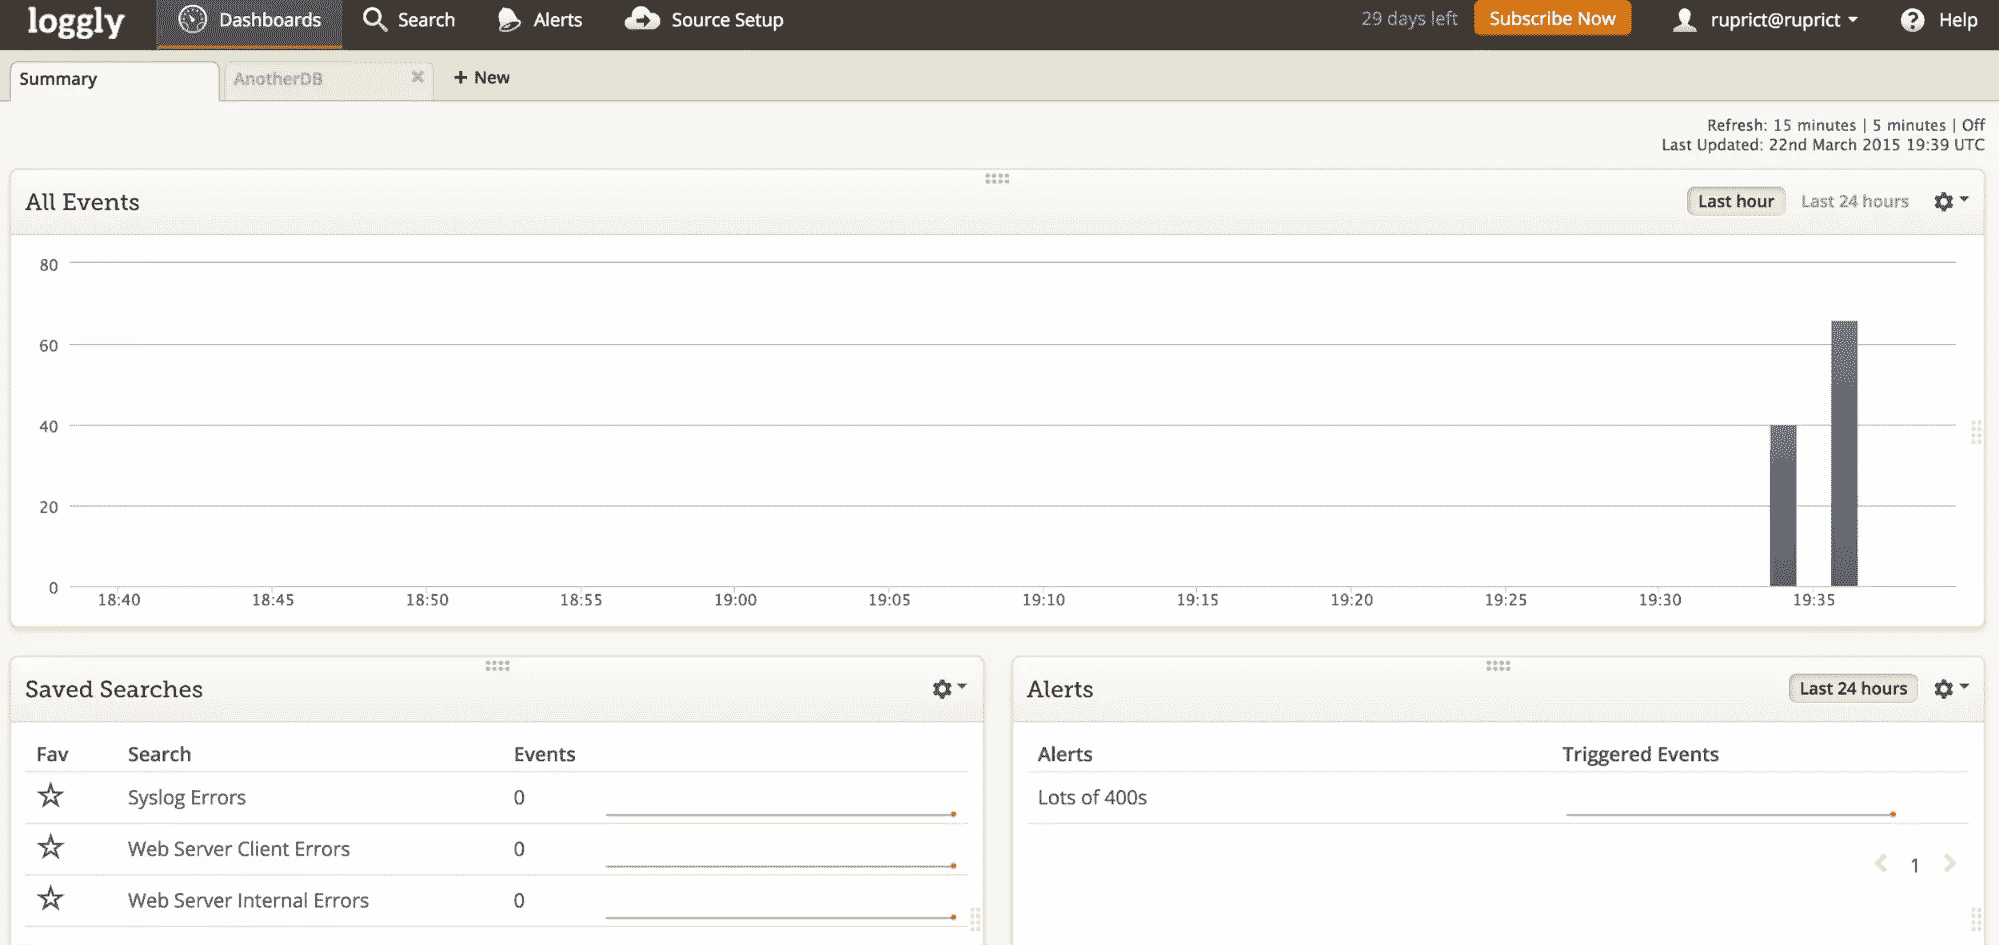 loggly Dashboards Search Alerts Source Setup 29 days left Subscribe Now ruprict@ruprict Help
Summary AnotherDB × + New
Refresh: 15 minutes | 5 minutes | Off
Last Updated: 22nd March 2015 19:39 UTC
All Events Last hour Last 24 hours
80
60
40
20
0
18:40 18:45 18:50 18:55 19:00 19:05 19:10 19:15 19:20 19:25 19:30 19:35
Saved Searches
Fav Search Events
Syslog Errors 0
Web Server Client Errors 0
Web Server Internal Errors 0
Alerts Last 24 hours
Alerts Triggered Events
Lots of 400s
1